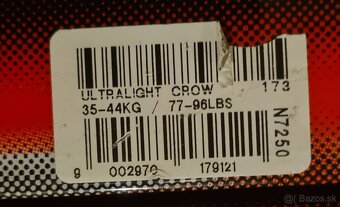 ULTRALIGHT CROW 173
35-44KG / 77-96LBS
N7250
9 002970 179121
Bazos.sk